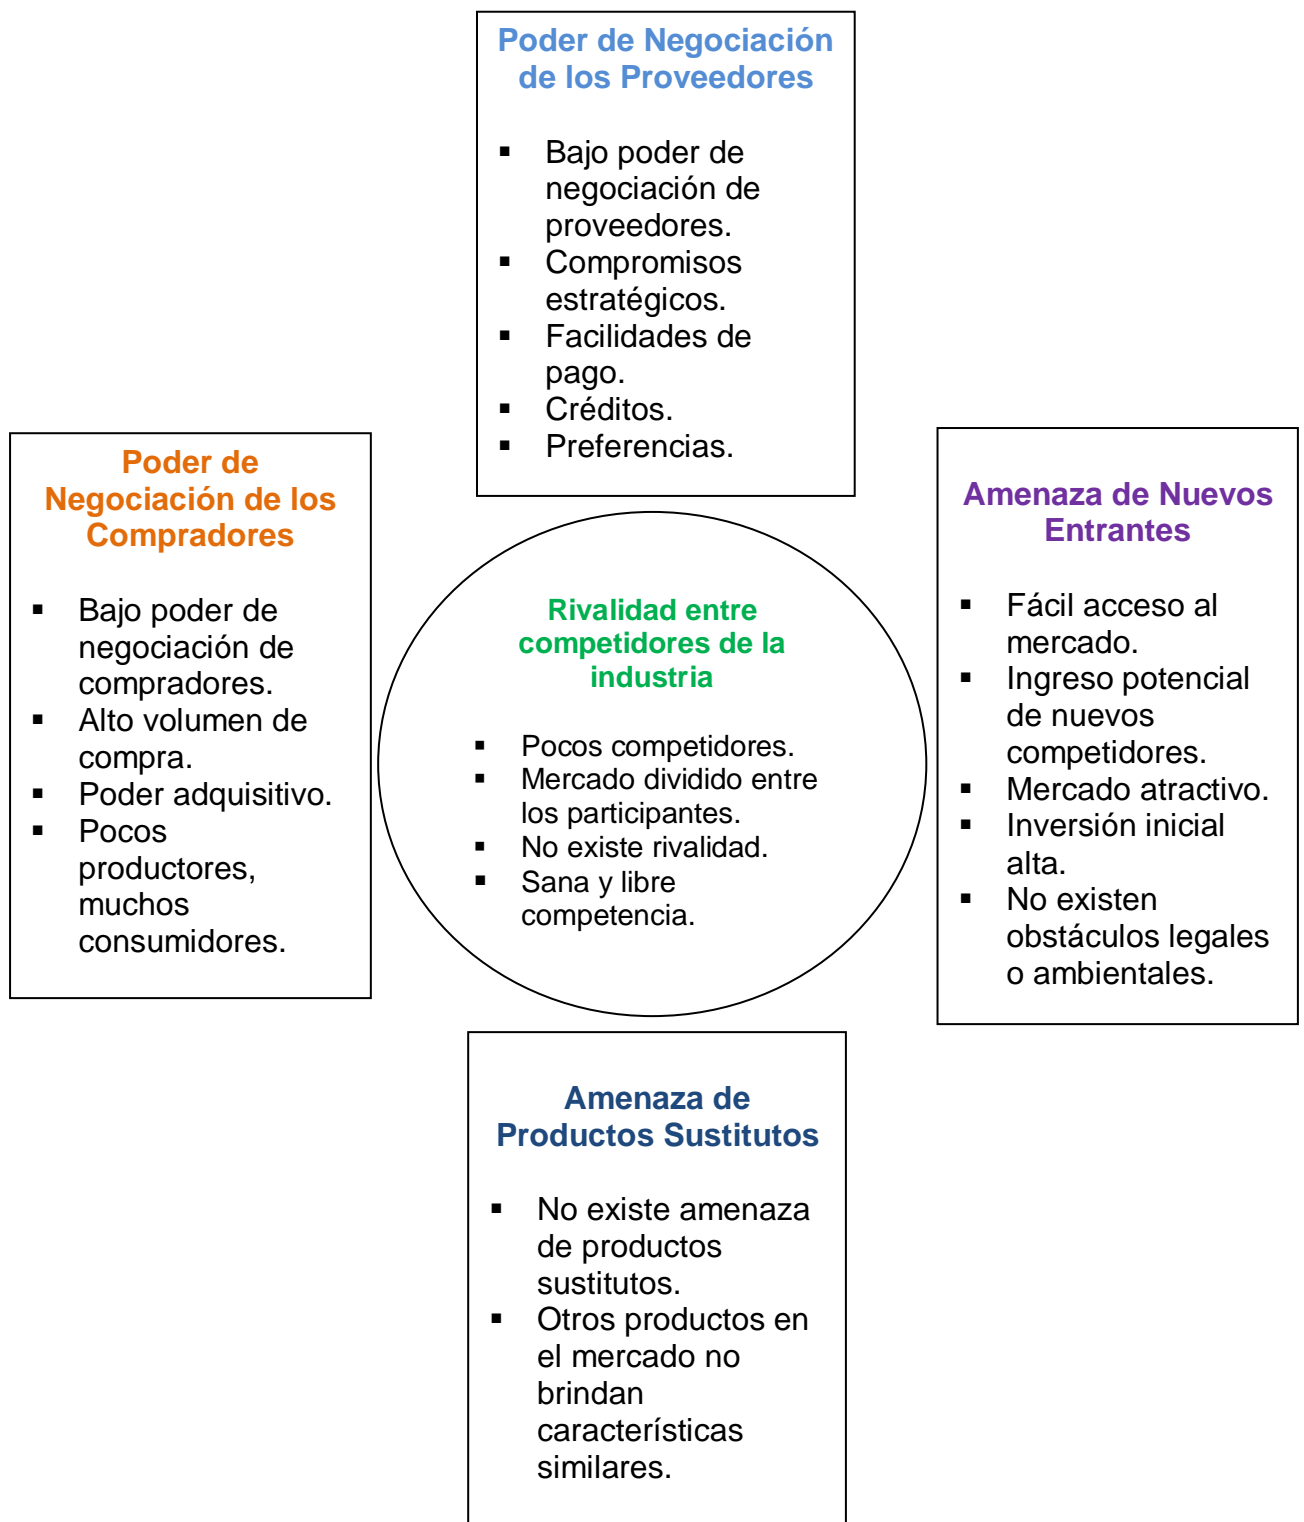 Poder de Negociación
de los Proveedores
▪ Bajo poder de
negociación de
proveedores.
▪ Compromisos
estratégicos.
▪ Facilidades de
pago.
▪ Créditos.
▪ Preferencias.
Poder de
Negociación de los
Compradores
▪ Bajo poder de
negociación de
compradores.
▪ Alto volumen de
compra.
▪ Poder adquisitivo.
▪ Pocos
productores,
muchos
consumidores.
Rivalidad entre
competidores de la
industria
▪ Pocos competidores.
▪ Mercado dividido entre
los participantes.
▪ No existe rivalidad.
▪ Sana y libre
competencia.
Amenaza de Nuevos
Entrantes
▪ Fácil acceso al
mercado.
▪ Ingreso potencial
de nuevos
competidores.
▪ Mercado atractivo.
▪ Inversión inicial
alta.
▪ No existen
obstáculos legales
o ambientales.
Amenaza de
Productos Sustitutos
▪ No existe amenaza
de productos
sustitutos.
▪ Otros productos en
el mercado no
brindan
características
similares.